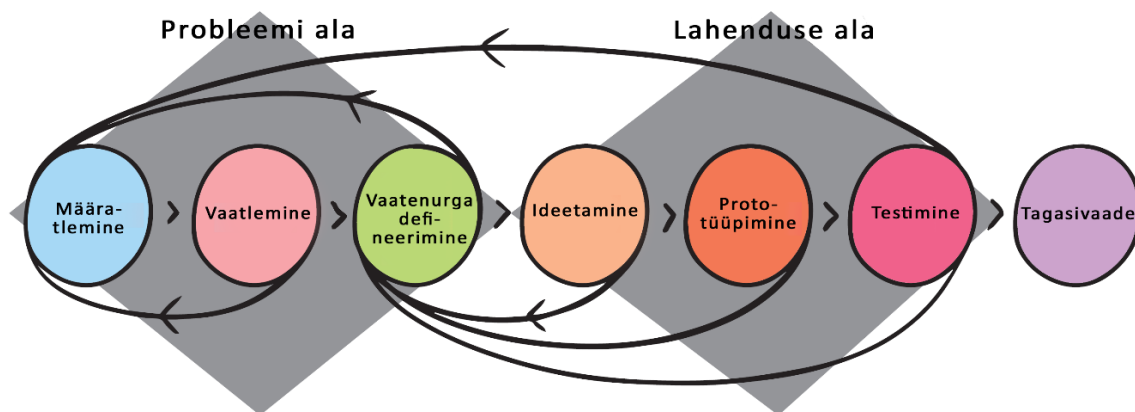 Probleemi ala
Lahenduse ala
Määra-
tlemine
Vaatlemine
Vaatenurga
defi-
neerimine
Ideetamine
Proto-
tüüpimine
Testimine
Tagasivaade